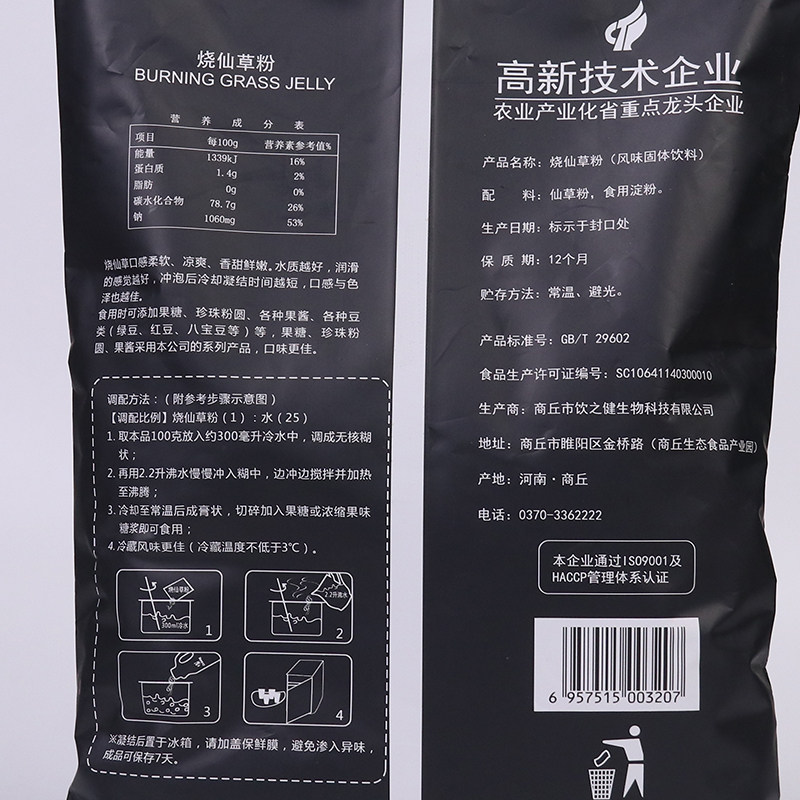 烧仙草粉
BURNING GRASS JELLY
营 养 成 分 表
项目 每100g 营养素参考值%
能量 1339kJ 16%
蛋白质 1.4g 2%
脂肪 0g 0%
碳水化合物 78.7g 26%
钠 1060mg 53%
烧仙草口感柔软、凉爽、香甜鲜嫩。水质越好，润滑
的感觉越好，冲泡后冷却凝结时间越短，口感与色
泽也越佳。
食用时可添加果糖、珍珠粉圆、各种果酱、各种豆
类（绿豆、红豆、八宝豆等）等，果糖、珍珠粉
圆、果酱采用本公司的系列产品，口味更佳。
调配方法：（附参考步骤示意图）
【调配比例】烧仙草粉（1）：水（25）
1. 取本品100克放入约300毫升冷水中，调成无核糊
状；
2. 再用2.2升沸水慢慢冲入糊中，边冲边搅拌并加热
至沸腾；
3. 冷却至常温后成膏状，切碎加入果糖或浓缩果味
糖浆即可食用；
4. 冷藏风味更佳（冷藏温度不低于3℃）。
烧仙草粉
300ml冷水
1
2.2升沸水
2
3
4
※凝结后置于冰箱，请加盖保鲜膜，避免渗入异味，
成品可保存7天。
高新技术企业
农业产业化省重点龙头企业
产品名称：烧仙草粉（风味固体饮料）
配 料：仙草粉，食用淀粉。
生产日期：标示于封口处
保 质 期：12个月
贮存方法：常温、避光。
产品标准号：GB/T 29602
食品生产许可证编号：SC10641140300010
生产商：商丘市饮之健生物科技有限公司
地址：商丘市睢阳区金桥路（商丘生态食品产业园）
产地：河南·商丘
电话：0370-3362222
本企业通过ISO9001及
HACCP管理体系认证
6 957515 003207